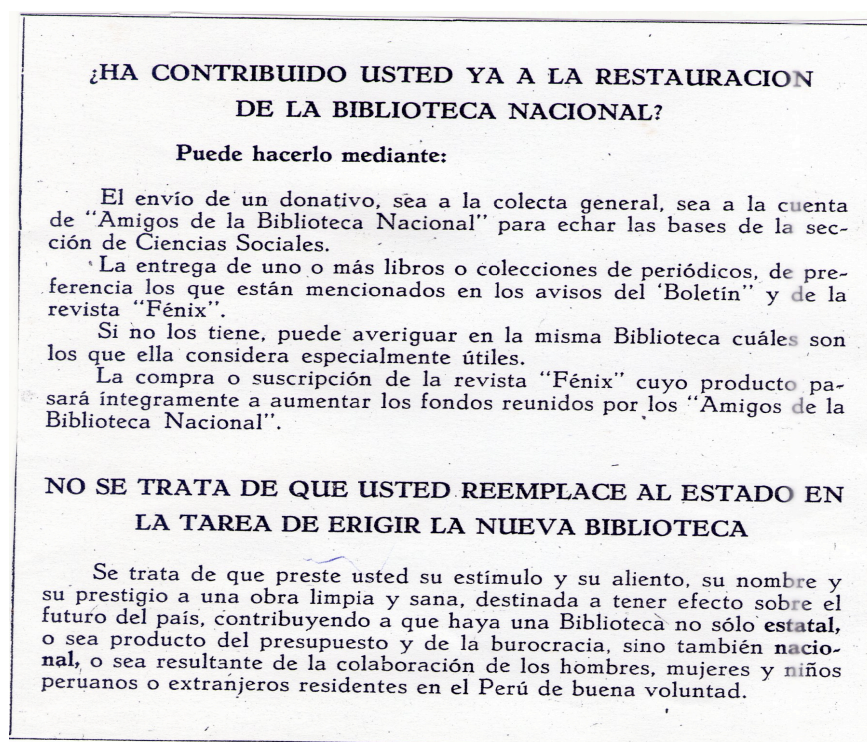 ¿HA CONTRIBUIDO USTED YA A LA RESTAURACION
DE LA BIBLIOTECA NACIONAL?
Puede hacerlo mediante:
El envío de un donativo, sea a la colecta general, sea a la cuenta
de "Amigos de la Biblioteca Nacional" para echar las bases de la sec-
ción de Ciencias Sociales.
La entrega de uno o más libros o colecciones de periódicos, de pre-
ferencia los que están mencionados en los avisos del 'Boletín" y de la
revista "Fénix".
Si no los tiene, puede averiguar en la misma Biblioteca cuáles son
los que ella considera especialmente útiles.
La compra o suscripción de la revista "Fénix" cuyo producto pa-
sará íntegramente a aumentar los fondos reunidos por los "Amigos de la
Biblioteca Nacional".
NO SE TRATA DE QUE USTED REEMPLACE AL ESTADO EN
LA TAREA DE ERIGIR LA NUEVA BIBLIOTECA
Se trata de que preste usted su estímulo y su aliento, su nombre y
su prestigio a una obra limpia y sana, destinada a tener efecto sobre el
futuro del país, contribuyendo a que haya una Biblioteca no sólo estatal,
o sea producto del presupuesto y de la burocracia, sino también nacio-
nal, o sea resultante de la colaboración de los hombres, mujeres y niños
peruanos o extranjeros residentes en el Perú de buena voluntad.